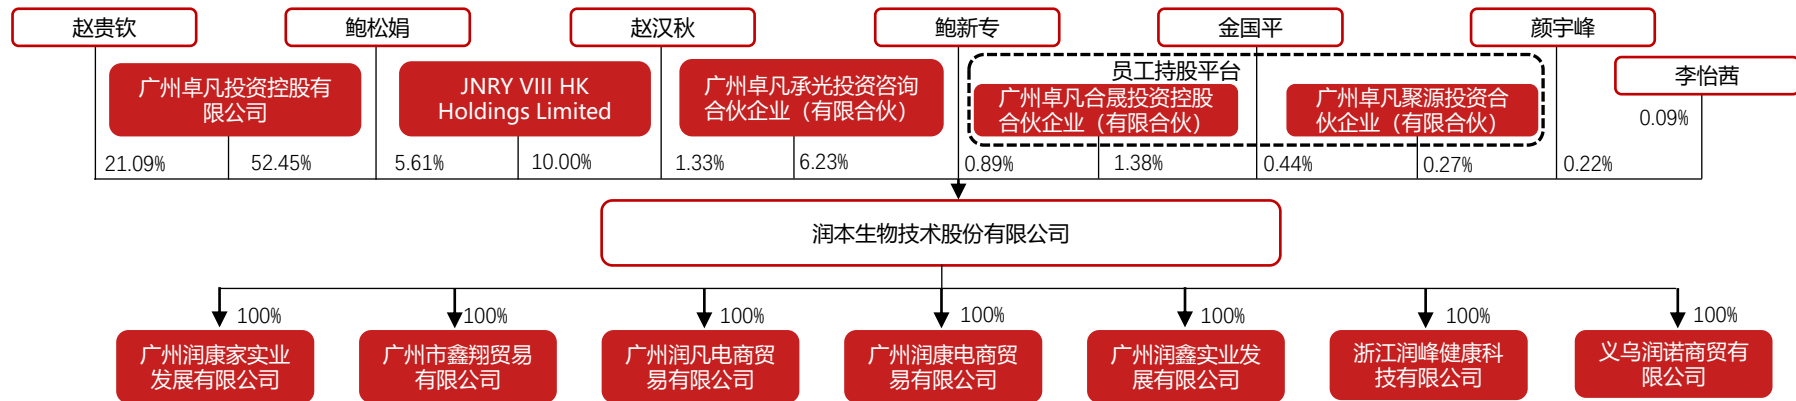 赵贵钦
鲍松娟
赵汉秋
鲍新专
金国平
颜宇峰
李怡茜
广州卓凡投资控股有
限公司
JNRY VIII HK
Holdings Limited
广州卓凡承光投资咨询
合伙企业（有限合伙）
员工持股平台
广州卓凡合晟投资控股
合伙企业（有限合伙）
广州卓凡聚源投资合
伙企业（有限合伙）
21.09%
52.45%
5.61%
10.00%
1.33%
6.23%
0.89%
1.38%
0.44%
0.27%
0.22%
0.09%
润本生物技术股份有限公司
100%
100%
100%
100%
100%
100%
100%
广州润康家实业
发展有限公司
广州市鑫翔贸易
有限公司
广州润凡电商贸
易有限公司
广州润康电商贸
易有限公司
广州润鑫实业发
展有限公司
浙江润峰健康科
技有限公司
义乌润诺商贸有
限公司